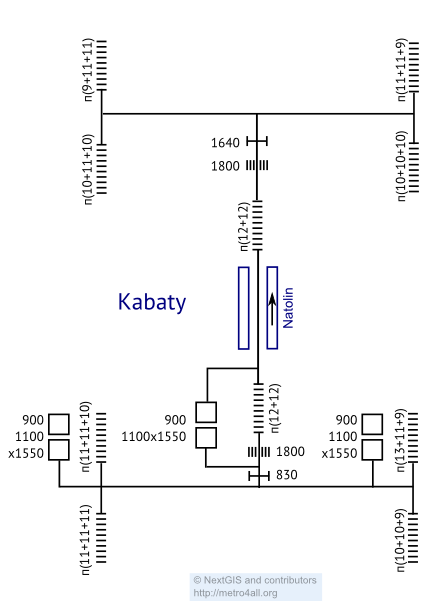 п(9+11+11)
п(11+11+9)
1640
1800
п(10+11+10)
п(10+10+10)
п(12+12)
Kabaty
Natolin
п(12+12)
900
1100
x1550
п(11+11+10)
900
1100x1550
900
1100
x1550
п(13+11+9)
1800
830
п(11+11+11)
п(10+10+9)
© NextGIS and contributors
http://metro4all.org